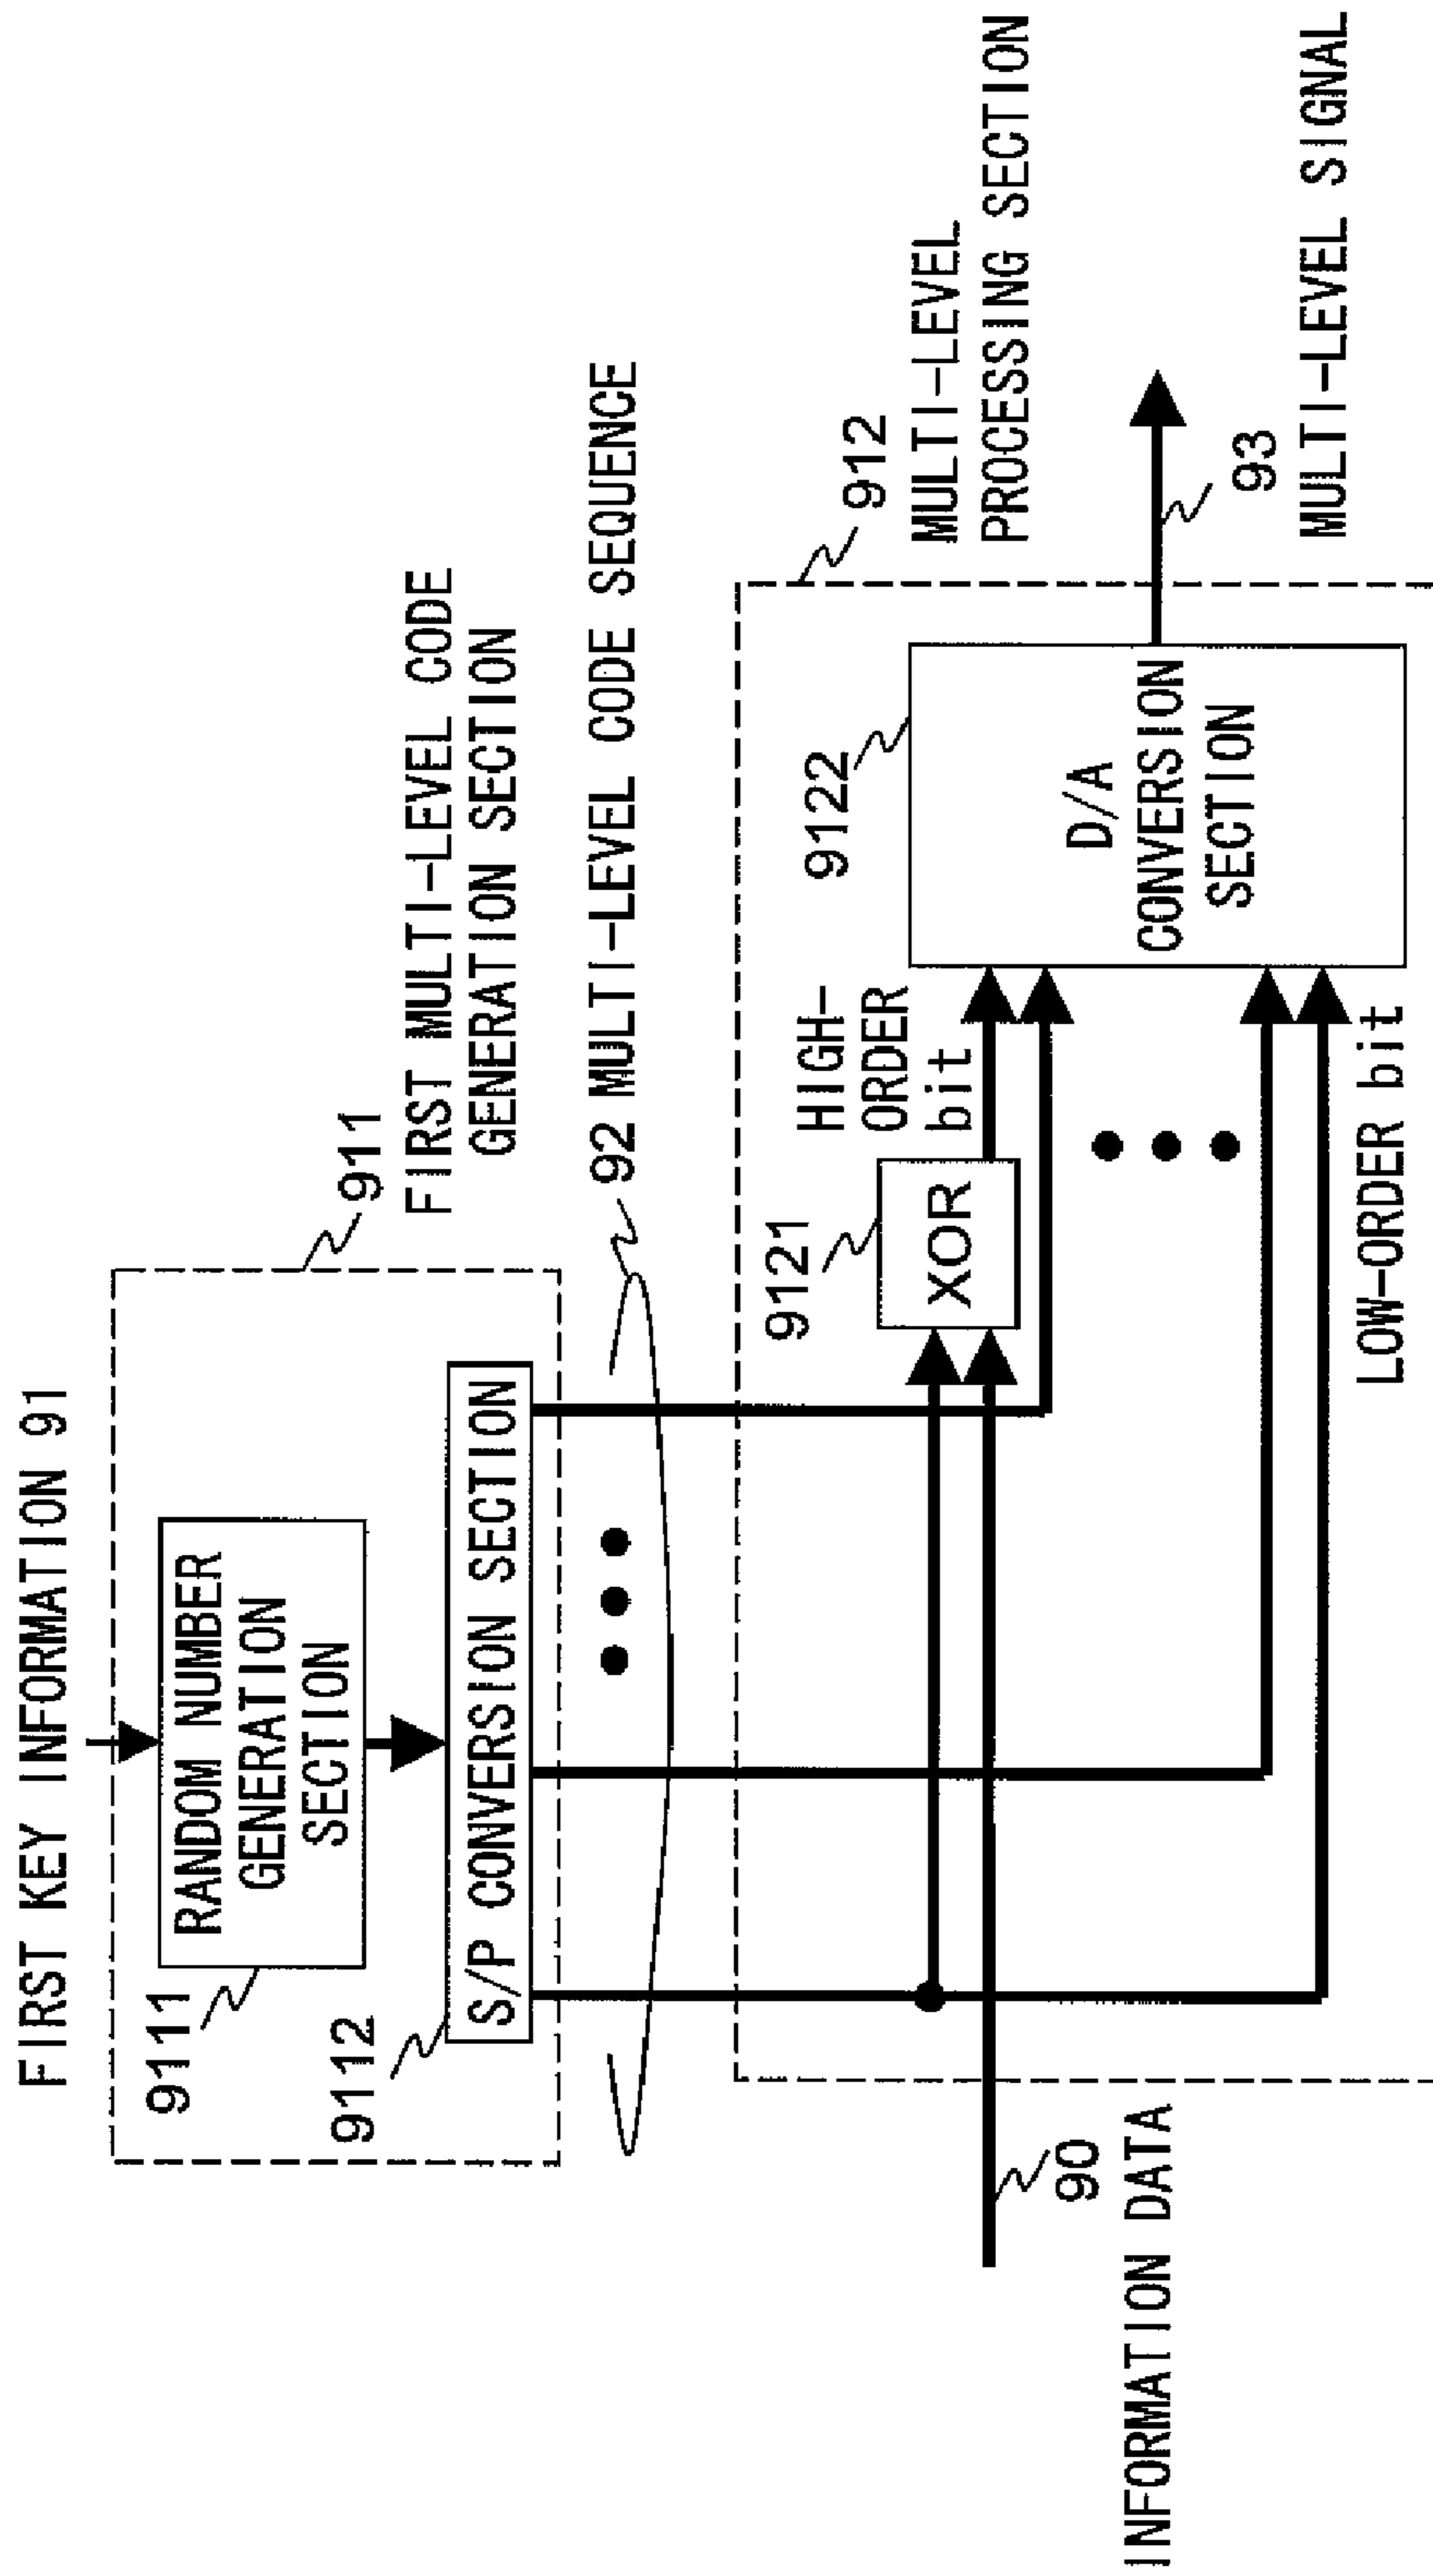 FIRST KEY INFORMATION 91
9111
RANDOM NUMBER
GENERATION
SECTION
9112
S/P CONVERSION SECTION
911
FIRST MULTI-LEVEL CODE
GENERATION SECTION
92 MULTI-LEVEL CODE SEQUENCE
90
INFORMATION DATA
9121
XOR
HIGH-
ORDER
bit
LOW-ORDER bit
9122
D/A
CONVERSION
SECTION
912
MULTI-LEVEL
PROCESSING SECTION
93
MULTI-LEVEL SIGNAL